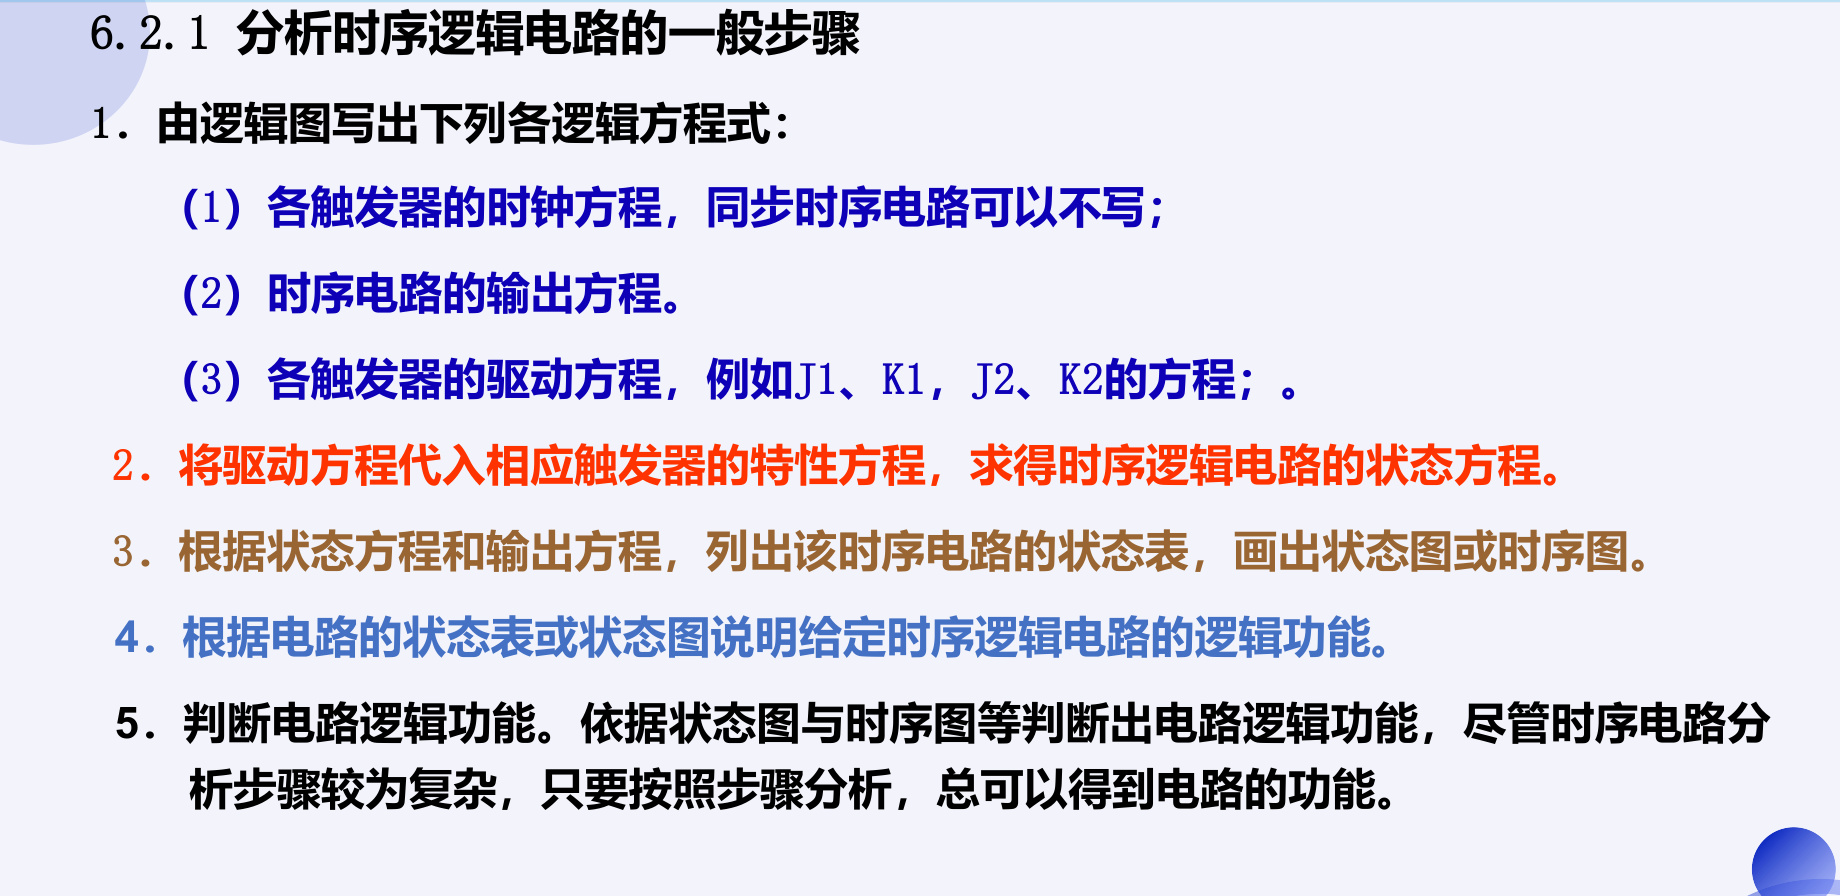 6.2.1 分析时序逻辑电路的一般步骤
1. 由逻辑图写出下列各逻辑方程式：
（1）各触发器的时钟方程，同步时序电路可以不写；
（2）时序电路的输出方程。
（3）各触发器的驱动方程，例如J1、K1，J2、K2的方程；。
2. 将驱动方程代入相应触发器的特性方程，求得时序逻辑电路的状态方程。
3. 根据状态方程和输出方程，列出该时序电路的状态表，画出状态图或时序图。
4. 根据电路的状态表或状态图说明给定时序逻辑电路的逻辑功能。
5. 判断电路逻辑功能。依据状态图与时序图等判断出电路逻辑功能，尽管时序电路分
析步骤较为复杂，只要按照步骤分析，总可以得到电路的功能。